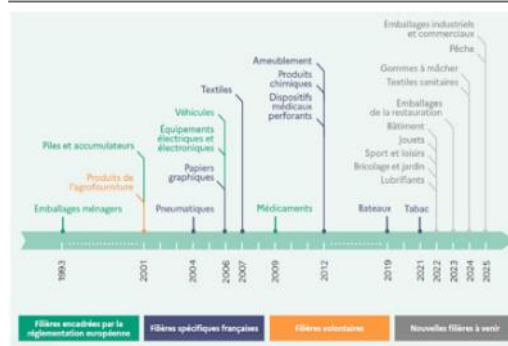 Emballages industriels
et commerciaux
Pêche
Ameublement
Gommes à mâcher
Produits
chimiques
Textiles sanitaires
Textiles
Dispositifs
médicaux
perforants
Emballages
de la restauration
Véhicules
Bâtiment
Équipements
électriques et
électroniques
Jouets
Piles et accumulateurs
Sport et loisirs
Papiers
graphiques
Bricolage et jardin
Produits de
l'agrofourniture
Lubrifiants
Emballages ménagers
Pneumatiques
Médicaments
Bateaux
Tabac
1993
2001
2004
2006
2007
2009
2012
2019
2021
2022
2023
2024
2025
Filières encadrées par la
réglementation européenne
Filières spécifiques françaises
Filières volontaires
Nouvelles filières à venir